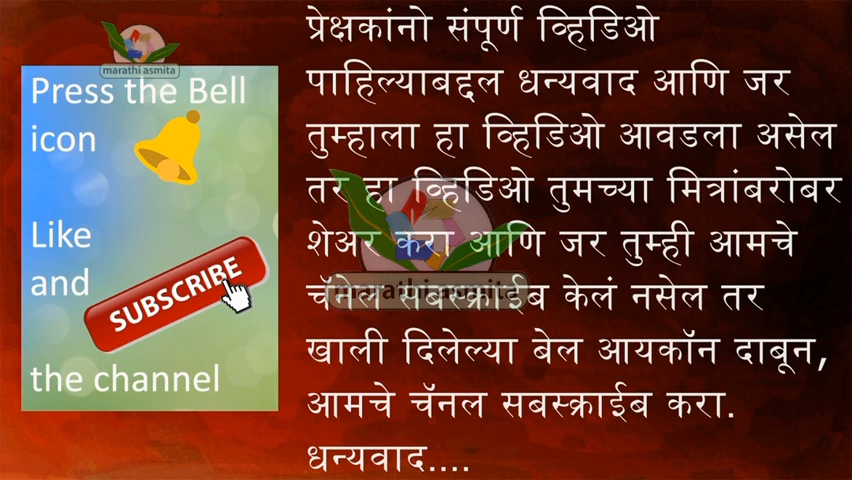 marathi asmita
Press the Bell
icon
Like
and
SUBSCRIBE
the channel
प्रेक्षकांनो संपूर्ण व्हिडिओ
पाहिल्याबद्दल धन्यवाद आणि जर
तुम्हाला हा व्हिडिओ आवडला असेल
तर हा व्हिडिओ तुमच्या मित्रांबरोबर
शेअर करा आणि जर तुम्ही आमचे
चॅनेल सबस्क्राईब केलं नसेल तर
खाली दिलेल्या बेल आयकॉन दाबून,
आमचे चॅनल सबस्क्राईब करा.
धन्यवाद....
marathi asmita